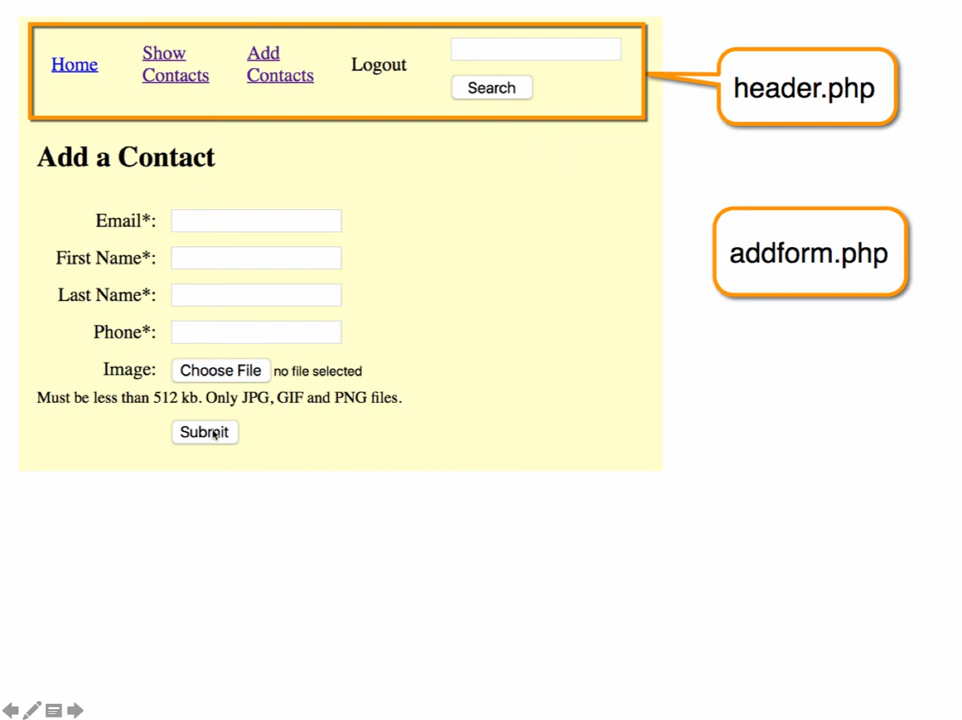 Home
Show
Contacts
Add
Contacts
Logout
Search
header.php
Add a Contact
Email*:
First Name*:
addform.php
Last Name*:
Phone*:
Image: Choose File no file selected
Must be less than 512 kb. Only JPG, GIF and PNG files.
Submit